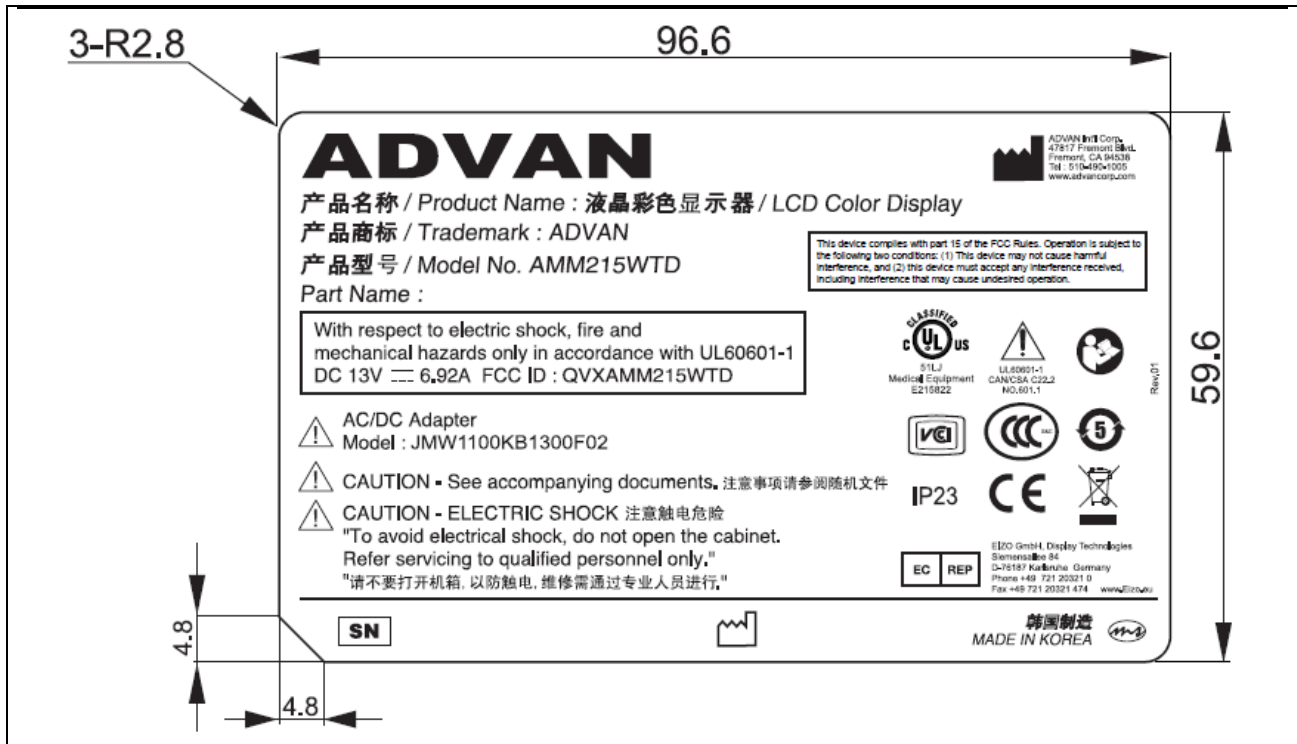 3-R2.8
96.6
ADVAN
ADVAN Int'l Corp.
47817 Fremont Blvd.
Fremont, CA 94538
Tel : 510-490-1005
www.advancorp.com
产品名称 / Product Name : 液晶彩色显示器 / LCD Color Display
产品商标 / Trademark : ADVAN
产品型号 / Model No. AMM215WTD
Part Name :
This device complies with part 15 of the FCC Rules. Operation is subject to
the following two conditions: (1) This device may not cause harmful
interference, and (2) this device must accept any interference received,
including interference that may cause undesired operation.
With respect to electric shock, fire and
mechanical hazards only in accordance with UL60601-1
DC 13V ⎓ 6.92A FCC ID : QVXAMM215WTD
CLASSIFIED
C UL US
51LJ
Medical Equipment
E215822
UL60601-1
CAN/CSA C22.2
NO.601.1
Rev.01
59.6
AC/DC Adapter
Model : JMW1100KB1300F02
VCI
CCC
5
CAUTION - See accompanying documents. 注意事项请参阅随机文件
IP23
CE
CAUTION - ELECTRIC SHOCK 注意触电危险
"To avoid electrical shock, do not open the cabinet.
Refer servicing to qualified personnel only."
"请不要打开机箱, 以防触电, 维修需通过专业人员进行."
EC REP
EIZO GmbH, Display Technologies
Siemensallee 84
D-76187 Karlsruhe Germany
Phone +49 721 20321 0
Fax +49 721 20321 474 www.Eizo.eu
4.8
SN
韩国制造
MADE IN KOREA
4.8